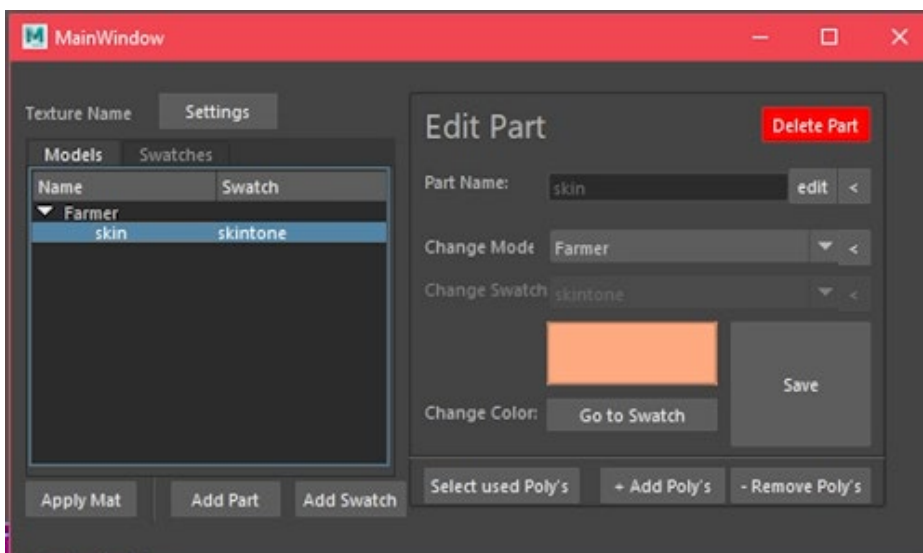 MainWindow
Texture Name Settings
Models Swatches
Name Swatch
Farmer
skin skintone
Apply Mat Add Part Add Swatch
Edit Part Delete Part
Part Name: skin edit <
Change Mode Farmer <
Change Swatch skintone <
Change Color: Go to Swatch
Save
Select used Poly's + Add Poly's - Remove Poly's